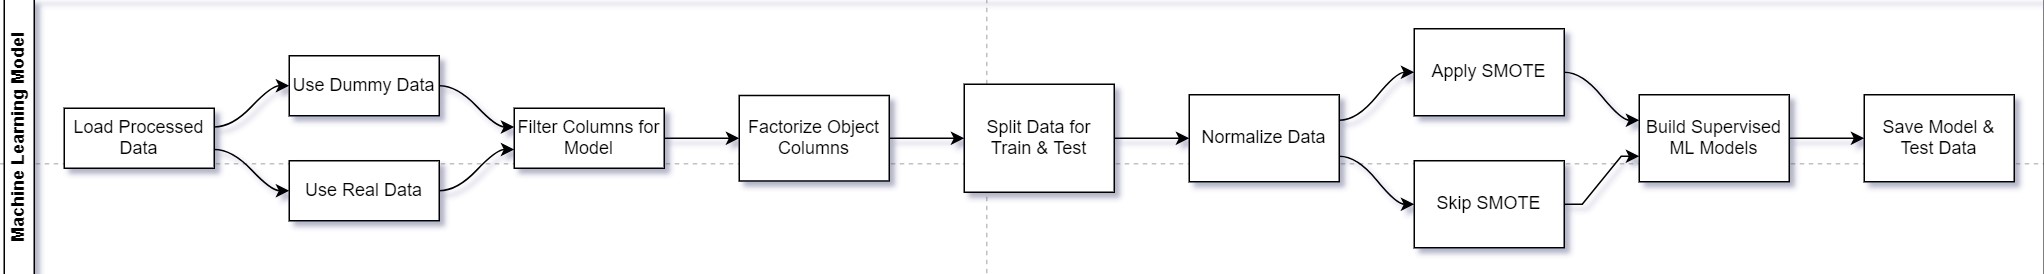 Machine Learning Model
Load Processed
Data
Use Dummy Data
Use Real Data
Filter Columns for
Model
Factorize Object
Columns
Split Data for
Train & Test
Normalize Data
Apply SMOTE
Skip SMOTE
Build Supervised
ML Models
Save Model &
Test Data